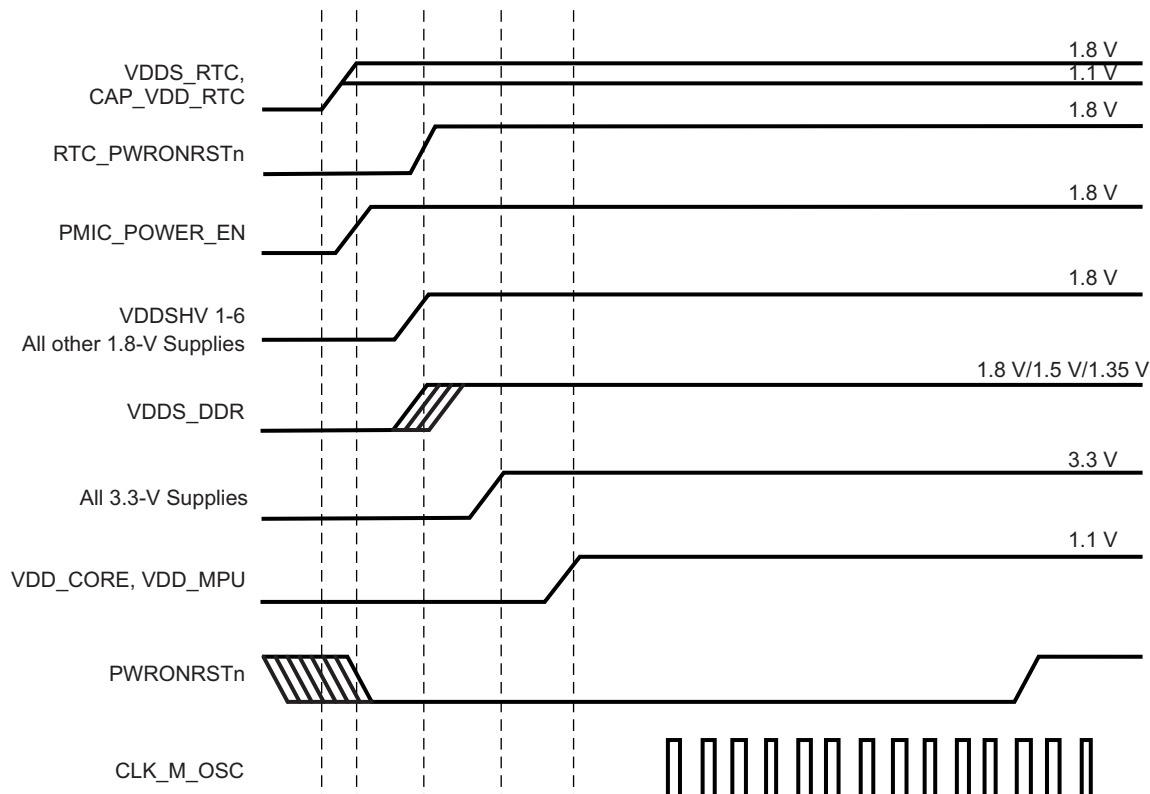 1.8 V
VDDS_RTC,
CAP_VDD_RTC
1.1 V
1.8 V
RTC_PWRONRSTn
1.8 V
PMIC_POWER_EN
1.8 V
VDDSHV 1-6
All other 1.8-V Supplies
1.8 V/1.5 V/1.35 V
VDDS_DDR
3.3 V
All 3.3-V Supplies
1.1 V
VDD_CORE, VDD_MPU
PWRONRSTn
CLK_M_OSC